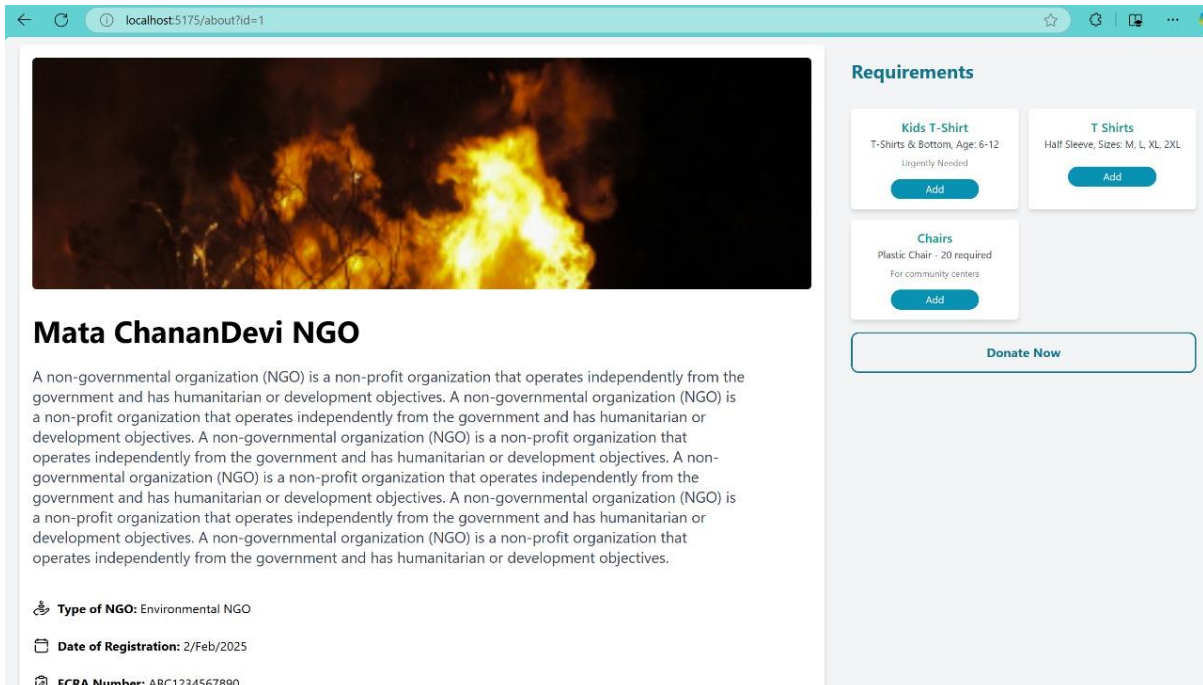 localhost:5175/about?id=1
Mata ChananDevi NGO
A non-governmental organization (NGO) is a non-profit organization that operates independently from the
government and has humanitarian or development objectives. A non-governmental organization (NGO) is
a non-profit organization that operates independently from the government and has humanitarian or
development objectives. A non-governmental organization (NGO) is a non-profit organization that
operates independently from the government and has humanitarian or development objectives. A non-
governmental organization (NGO) is a non-profit organization that operates independently from the
government and has humanitarian or development objectives. A non-governmental organization (NGO) is
a non-profit organization that operates independently from the government and has humanitarian or
development objectives. A non-governmental organization (NGO) is a non-profit organization that
operates independently from the government and has humanitarian or development objectives.
Type of NGO: Environmental NGO
Date of Registration: 2/Feb/2025
FCRA Number: ABC1234567890
Requirements
Kids T-Shirt
T-Shirts & Bottom, Age: 6-12
Urgently Needed
Add
T Shirts
Half Sleeve, Sizes: M, L, XL, 2XL
Add
Chairs
Plastic Chair - 20 required
For community centers
Add
Donate Now